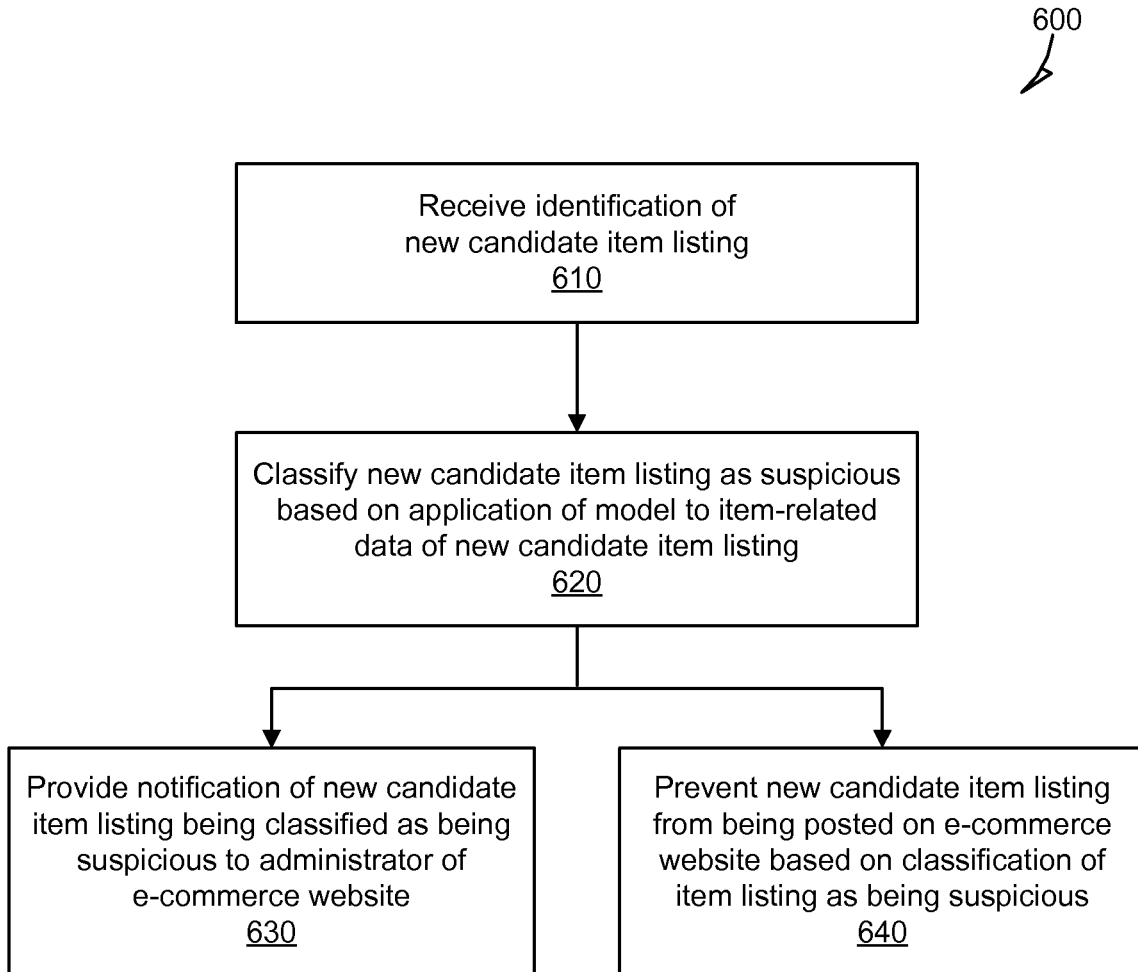 600
Receive identification of
new candidate item listing
610
Classify new candidate item listing as suspicious
based on application of model to item-related
data of new candidate item listing
620
Provide notification of new candidate
item listing being classified as being
suspicious to administrator of
e-commerce website
630
Prevent new candidate item listing
from being posted on e-commerce
website based on classification of
item listing as being suspicious
640